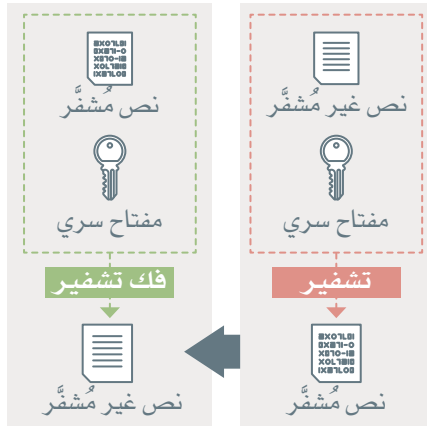 نص غير مُشفَّر
مفتاح سري
تشفير
نص مُشفَّر
نص مُشفَّر
مفتاح سري
فك تشفير
نص غير مُشفَّر